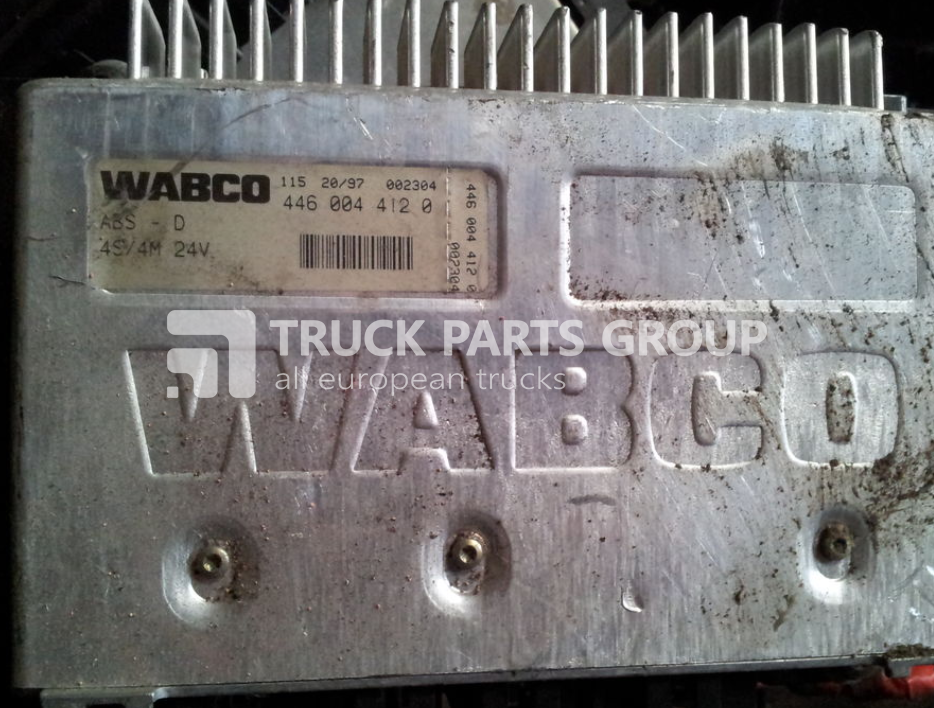 WABCO 115 20/97 002304
446 004 412 0
ABS - D
4S/4M 24V
446 004 412 0
002304
TRUCK PARTS GROUP
all european trucks
WABCO